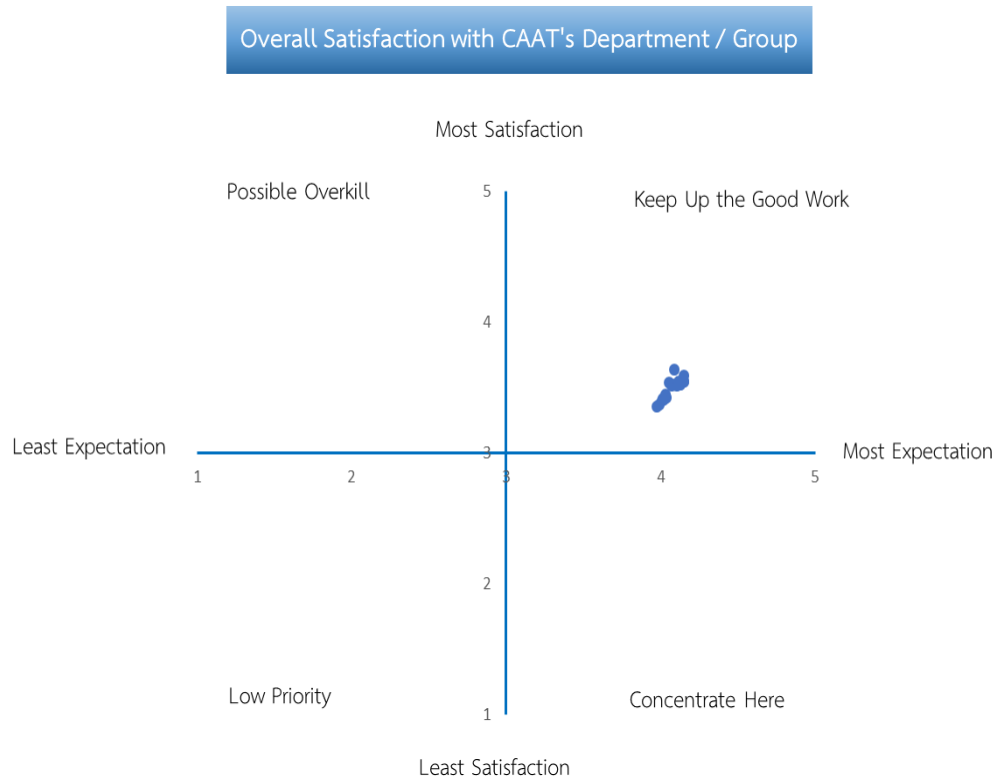 Overall Satisfaction with CAAT's Department / Group
Most Satisfaction
Possible Overkill
5
Keep Up the Good Work
4
Least Expectation
3
Most Expectation
1
2
3
4
5
2
Low Priority
1
Concentrate Here
Least Satisfaction